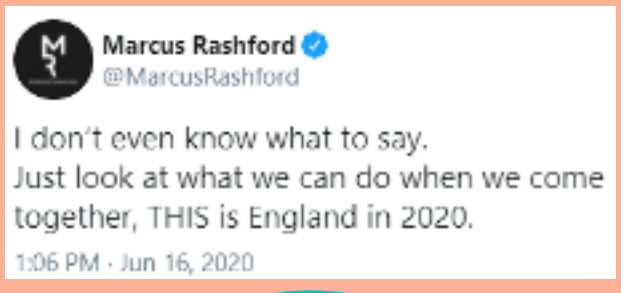 MR
Marcus Rashford
@MarcusRashford
I don't even know what to say.
Just look at what we can do when we come
together, THIS is England in 2020.
1:06 PM · Jun 16, 2020